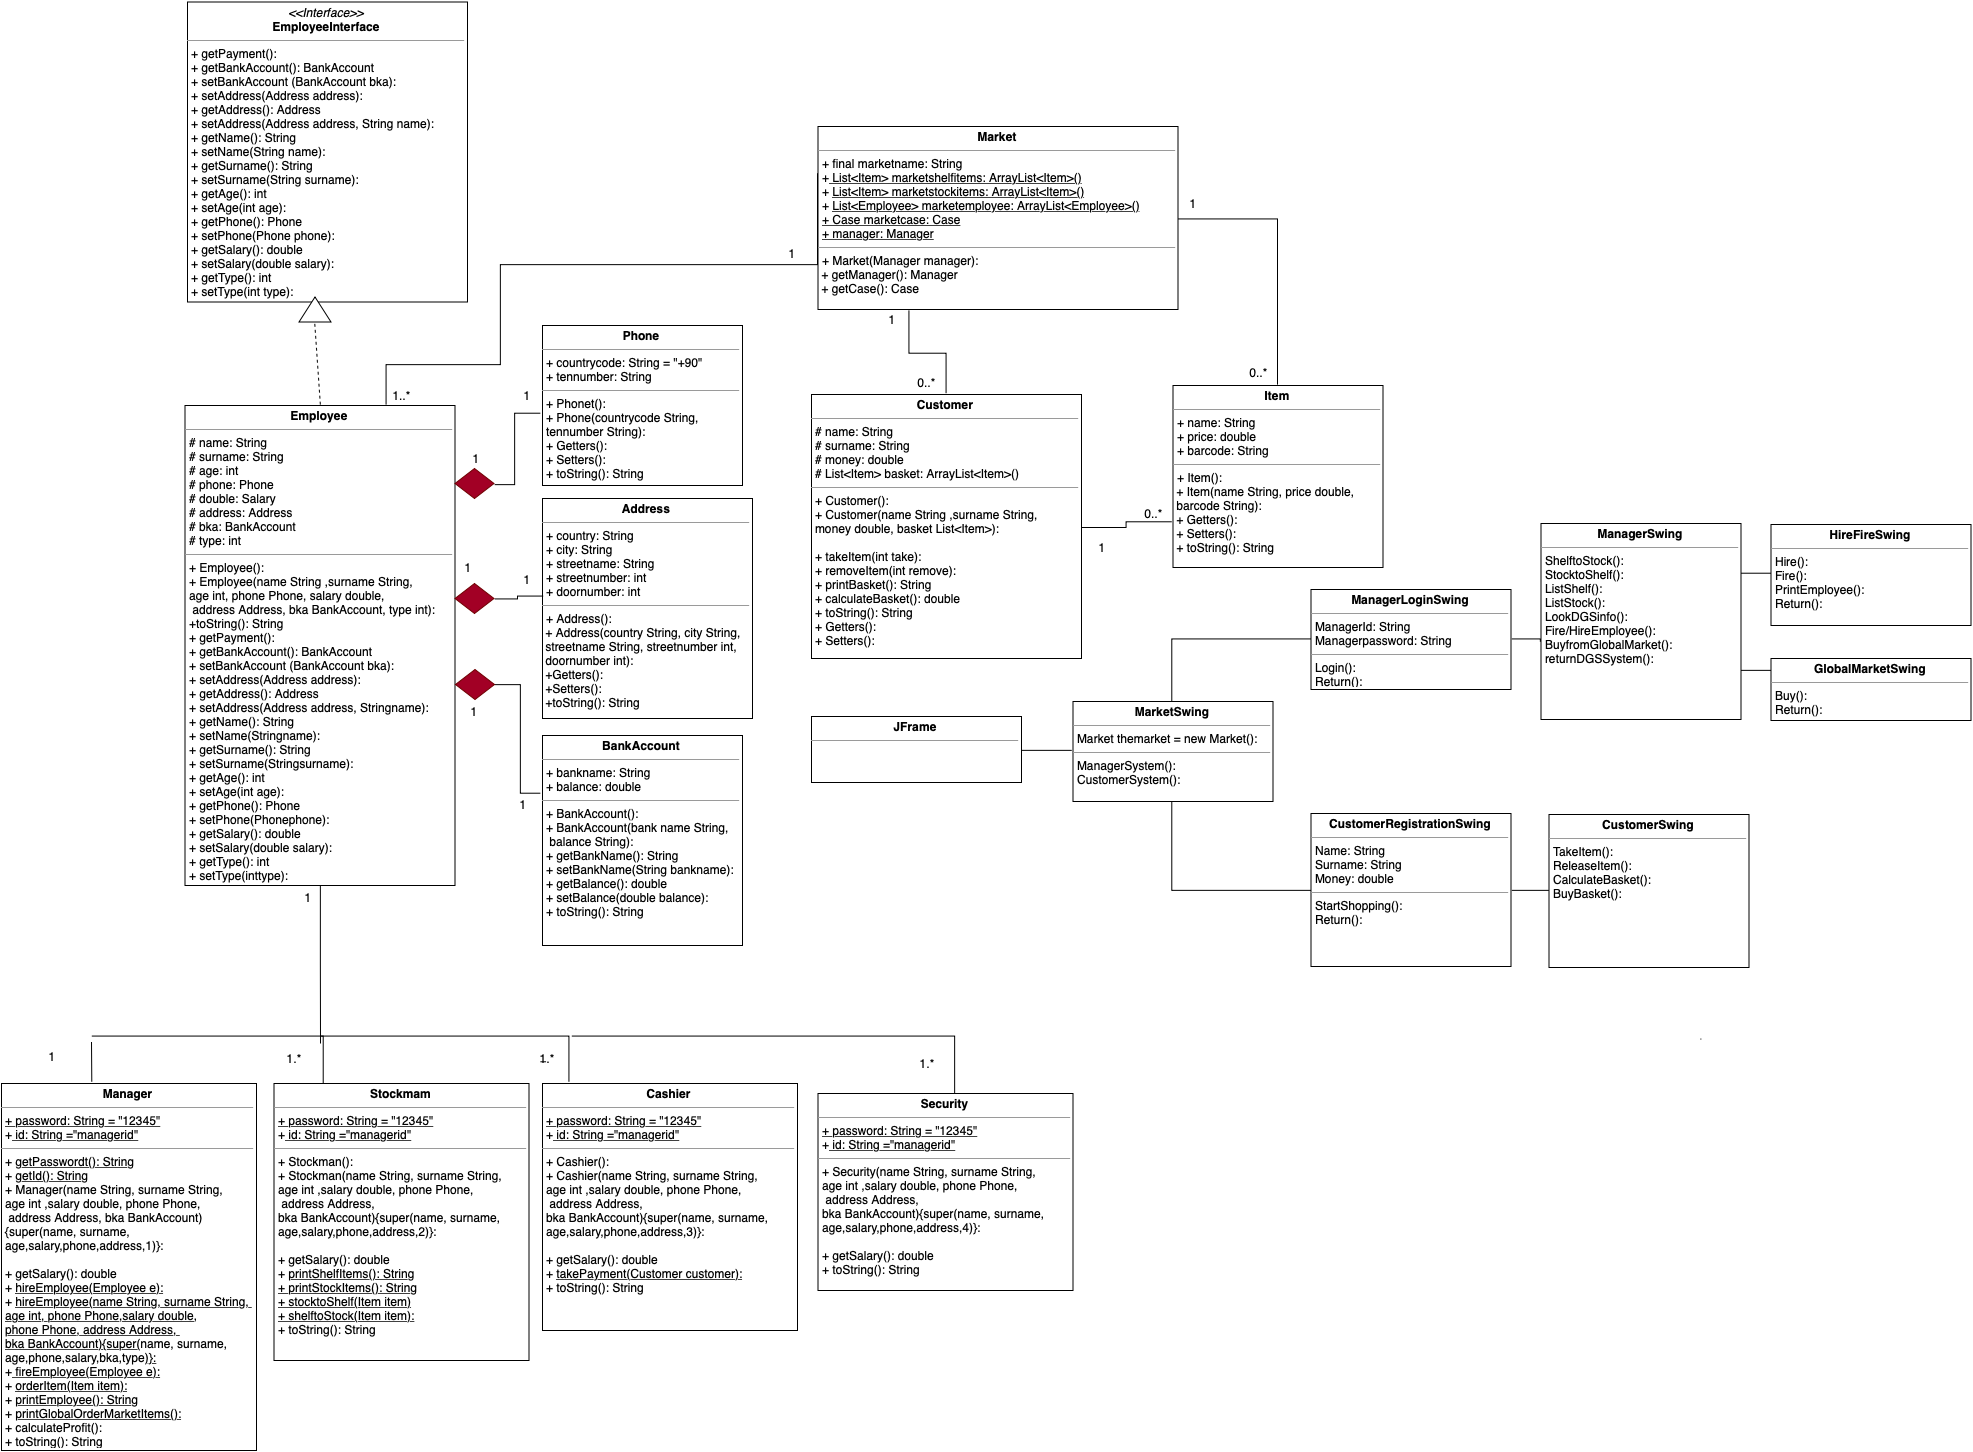 <<Interface>>
EmployeeInterface
+ getPayment():
+ getBankAccount(): BankAccount
+ setBankAccount (BankAccount bka):
+ setAddress(Address address):
+ getAddress(): Address
+ setAddress(Address address, String name):
+ getName(): String
+ setName(String name):
+ getSurname(): String
+ setSurname(String surname):
+ getAge(): int
+ setAge(int age):
+ getPhone(): Phone
+ setPhone(Phone phone):
+ getSalary(): double
+ setSalary(double salary):
+ getType(): int
+ setType(int type):
Market
+ final marketname: String
+ List<Item> marketshelfitems: ArrayList<Item>()
+ List<Item> marketstockitems: ArrayList<Item>()
+ List<Employee> marketemployee: ArrayList<Employee>()
+ Case marketcase: Case
+ manager: Manager
+ Market(Manager manager):
+ getManager(): Manager
+ getCase(): Case
1
1
1
1..*
0..*
0..*
Employee
# name: String
# surname: String
# age: int
# phone: Phone
# double: Salary
# address: Address
# bka: BankAccount
# type: int
+ Employee():
+ Employee(name String ,surname String,
age int, phone Phone, salary double,
address Address, bka BankAccount, type int):
+toString(): String
+ getPayment():
+ getBankAccount(): BankAccount
+ setBankAccount (BankAccount bka):
+ setAddress(Address address):
+ getAddress(): Address
+ setAddress(Address address, Stringname):
+ getName(): String
+ setName(Stringname):
+ getSurname(): String
+ setSurname(Stringsurname):
+ getAge(): int
+ setAge(int age):
+ getPhone(): Phone
+ setPhone(Phonephone):
+ getSalary(): double
+ setSalary(double salary):
+ getType(): int
+ setType(inttype):
1
1
1
1
1
1
1
Phone
+ countrycode: String = "+90"
+ tennumber: String
+ Phonet():
+ Phone(countrycode String,
tennumber String):
+ Getters():
+ Setters():
+ toString(): String
Address
+ country: String
+ city: String
+ streetname: String
+ streetnumber: int
+ doornumber: int
+ Address():
+ Address(country String, city String,
streetname String, streetnumber int,
doornumber int):
+Getters():
+Setters():
+toString(): String
BankAccount
+ bankname: String
+ balance: double
+ BankAccount():
+ BankAccount(bank name String,
balance String):
+ getBankName(): String
+ setBankName(String bankname):
+ getBalance(): double
+ setBalance(double balance):
+ toString(): String
Customer
# name: String
# surname: String
# money: double
# List<Item> basket: ArrayList<Item>()
+ Customer():
+ Customer(name String ,surname String,
money double, basket List<Item>):
+ takeItem(int take):
+ removeItem(int remove):
+ printBasket(): String
+ calculateBasket(): double
+ toString(): String
+ Getters():
+ Setters():
1
0..*
Item
+ name: String
+ price: double
+ barcode: String
+ Item():
+ Item(name String, price double,
barcode String):
+ Getters():
+ Setters():
+ toString(): String
JFrame
MarketSwing
Market themarket = new Market():
ManagerSystem():
CustomerSystem():
ManagerLoginSwing
ManagerId: String
Managerpassword: String
Login():
Return():
ManagerSwing
ShelftoStock():
StocktoShelf():
ListShelf():
ListStock():
LookDGSinfo():
Fire/HireEmployee():
BuyfromGlobalMarket():
returnDGSSystem():
HireFireSwing
Hire():
Fire():
PrintEmployee():
Return():
GlobalMarketSwing
Buy():
Return():
CustomerRegistrationSwing
Name: String
Surname: String
Money: double
StartShopping():
Return():
CustomerSwing
TakeItem():
ReleaseItem():
CalculateBasket():
BuyBasket():
1
1.*
1.*
1.*
Manager
+ password: String = "12345"
+ id: String ="managerid"
+ getPasswordt(): String
+ getId(): String
+ Manager(name String, surname String,
age int ,salary double, phone Phone,
address Address, bka BankAccount)
{super(name, surname,
age,salary,phone,address,1)}:
+ getSalary(): double
+ hireEmployee(Employee e):
+ hireEmployee(name String, surname String,
age int, phone Phone,salary double,
phone Phone, address Address,
bka BankAccount){super(name, surname,
age,phone,salary,bka,type)}:
+ fireEmployee(Employee e):
+ orderItem(Item item):
+ printEmployee(): String
+ printGlobalOrderMarketItems():
+ calculateProfit():
+ toString(): String
Stockmam
+ password: String = "12345"
+ id: String ="managerid"
+ Stockman():
+ Stockman(name String, surname String,
age int ,salary double, phone Phone,
address Address,
bka BankAccount){super(name, surname,
age,salary,phone,address,2)}:
+ getSalary(): double
+ printShelfItems(): String
+ printStockItems(): String
+ stocktoShelf(Item item)
+ shelftoStock(Item item):
+ toString(): String
Cashier
+ password: String = "12345"
+ id: String ="managerid"
+ Cashier():
+ Cashier(name String, surname String,
age int ,salary double, phone Phone,
address Address,
bka BankAccount){super(name, surname,
age,salary,phone,address,3)}:
+ getSalary(): double
+ takePayment(Customer customer):
+ toString(): String
Security
+ password: String = "12345"
+ id: String ="managerid"
+ Security(name String, surname String,
age int ,salary double, phone Phone,
address Address,
bka BankAccount){super(name, surname,
age,salary,phone,address,4)}:
+ getSalary(): double
+ toString(): String